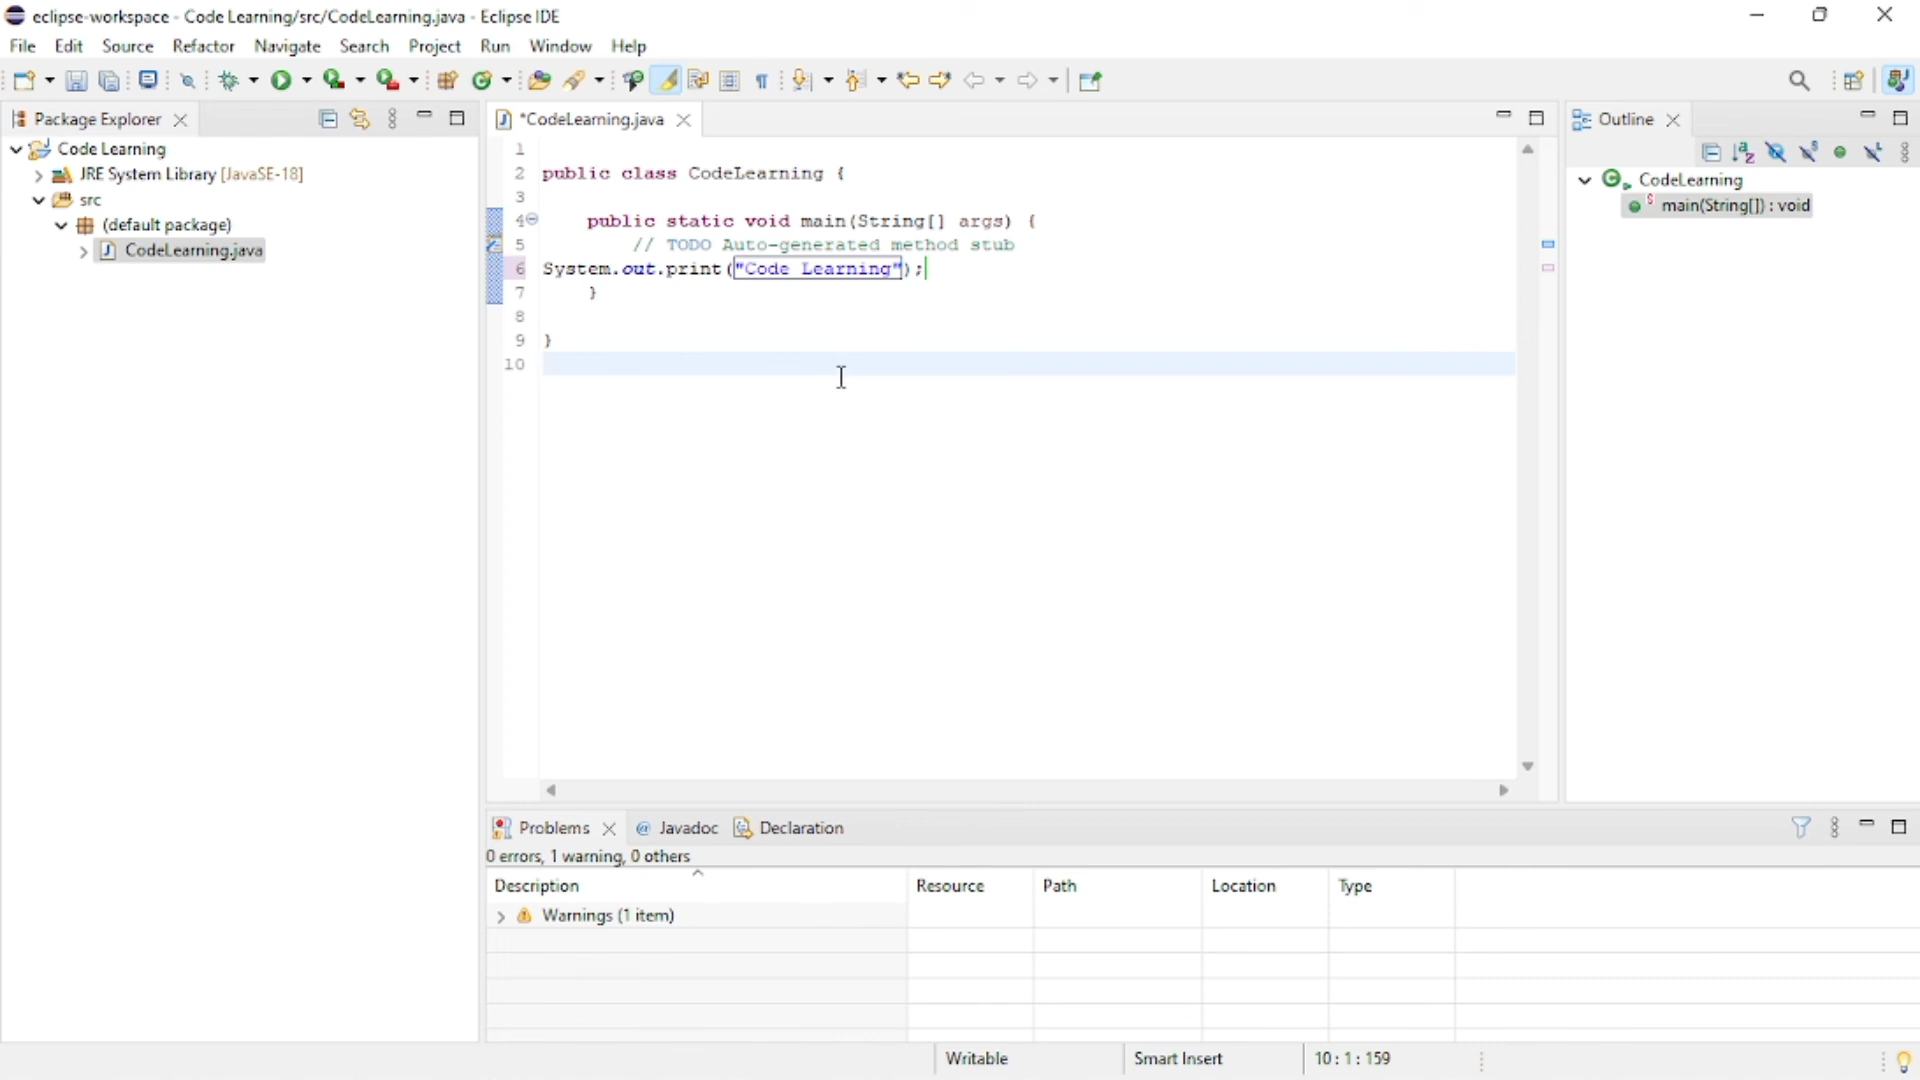 eclipse-workspace - Code Learning/src/CodeLearning.java - Eclipse IDE
File Edit Source Refactor Navigate Search Project Run Window Help
Package Explorer
Code Learning
JRE System Library [JavaSE-18]
src
(default package)
CodeLearning.java
*CodeLearning.java
1
2 public class CodeLearning {
3
4 public static void main(String[] args) {
5 // TODO Auto-generated method stub
6 System.out.print("Code Learning");
7 }
8
9 }
10
Outline
CodeLearning
main(String[]) : void
Problems @ Javadoc Declaration
0 errors, 1 warning, 0 others
Description Resource Path Location Type
Warnings (1 item)
Writable Smart Insert 10 : 1 : 159